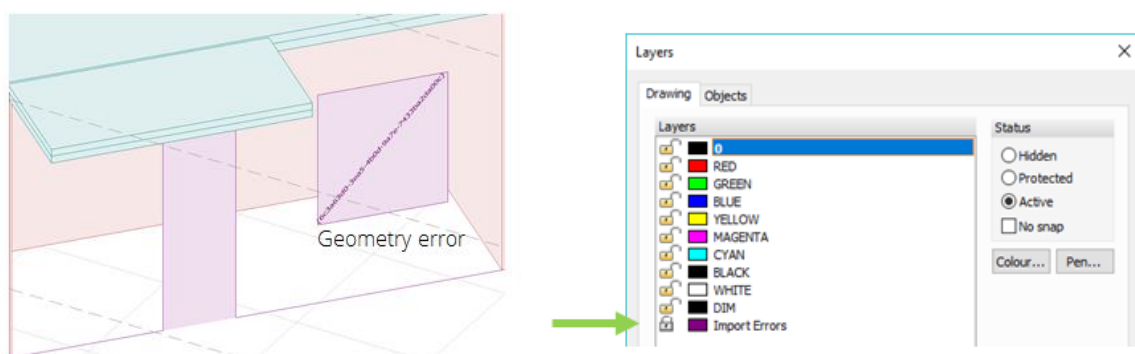 Geometry error
Layers
Drawing Objects
Layers
0
RED
GREEN
BLUE
YELLOW
MAGENTA
CYAN
BLACK
WHITE
DIM
Import Errors
Status
Hidden
Protected
Active
No snap
Colour... Pen...